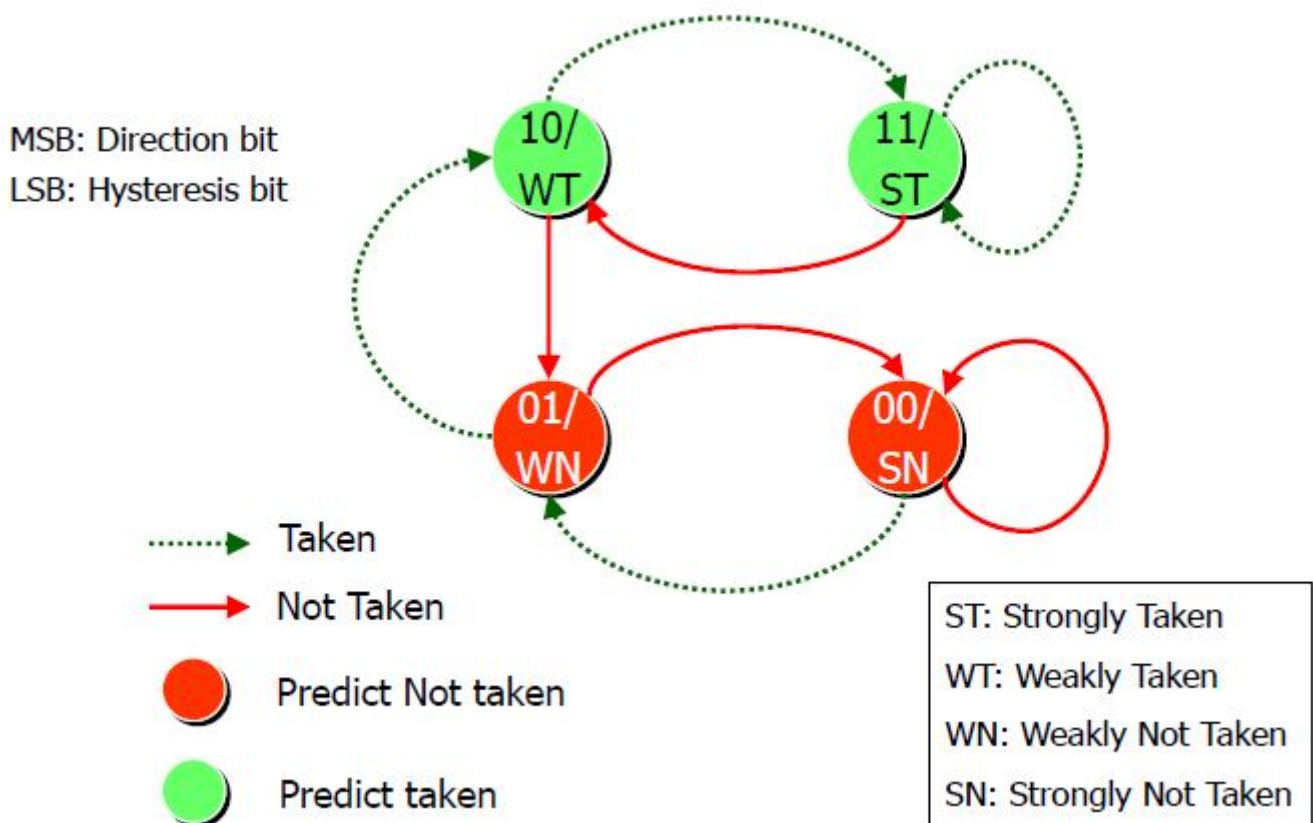 MSB: Direction bit
LSB: Hysteresis bit
10/
WT
11/
ST
01/
WN
00/
SN
Taken
Not Taken
Predict Not taken
Predict taken
ST: Strongly Taken
WT: Weakly Taken
WN: Weakly Not Taken
SN: Strongly Not Taken